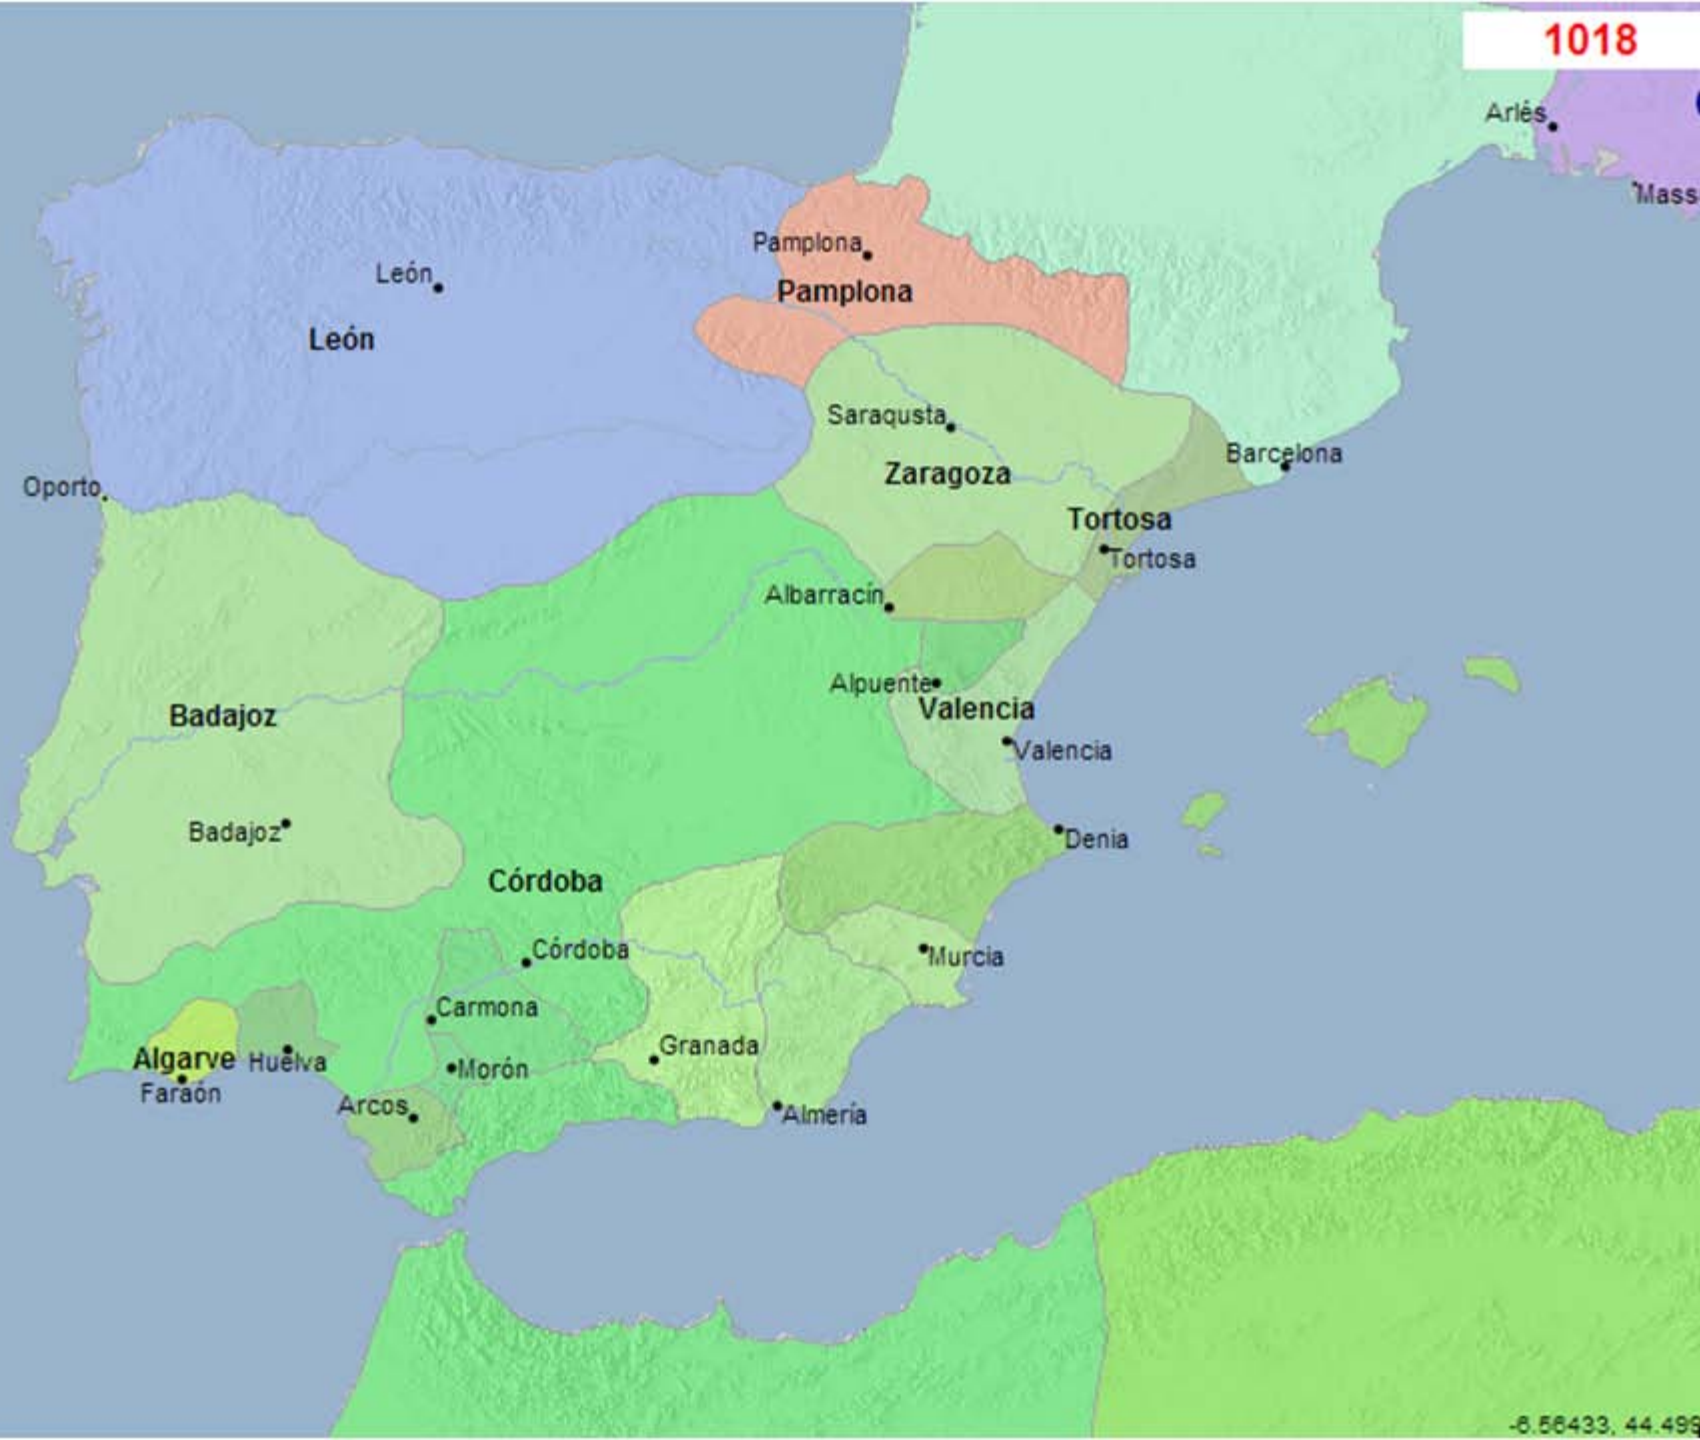 1018
Arlés
Mass
Pamplona
León
Pamplona
León
Saraqusta
Barcelona
Zaragoza
Oporto
Tortosa
Tortosa
Albarracín
Alpuente
Valencia
Badajoz
Valencia
Badajoz
Denia
Córdoba
Córdoba
Murcia
Carmona
Granada
Algarve
Huelva
Morón
Faraón
Arcos
Almería
-6.56433, 44.499